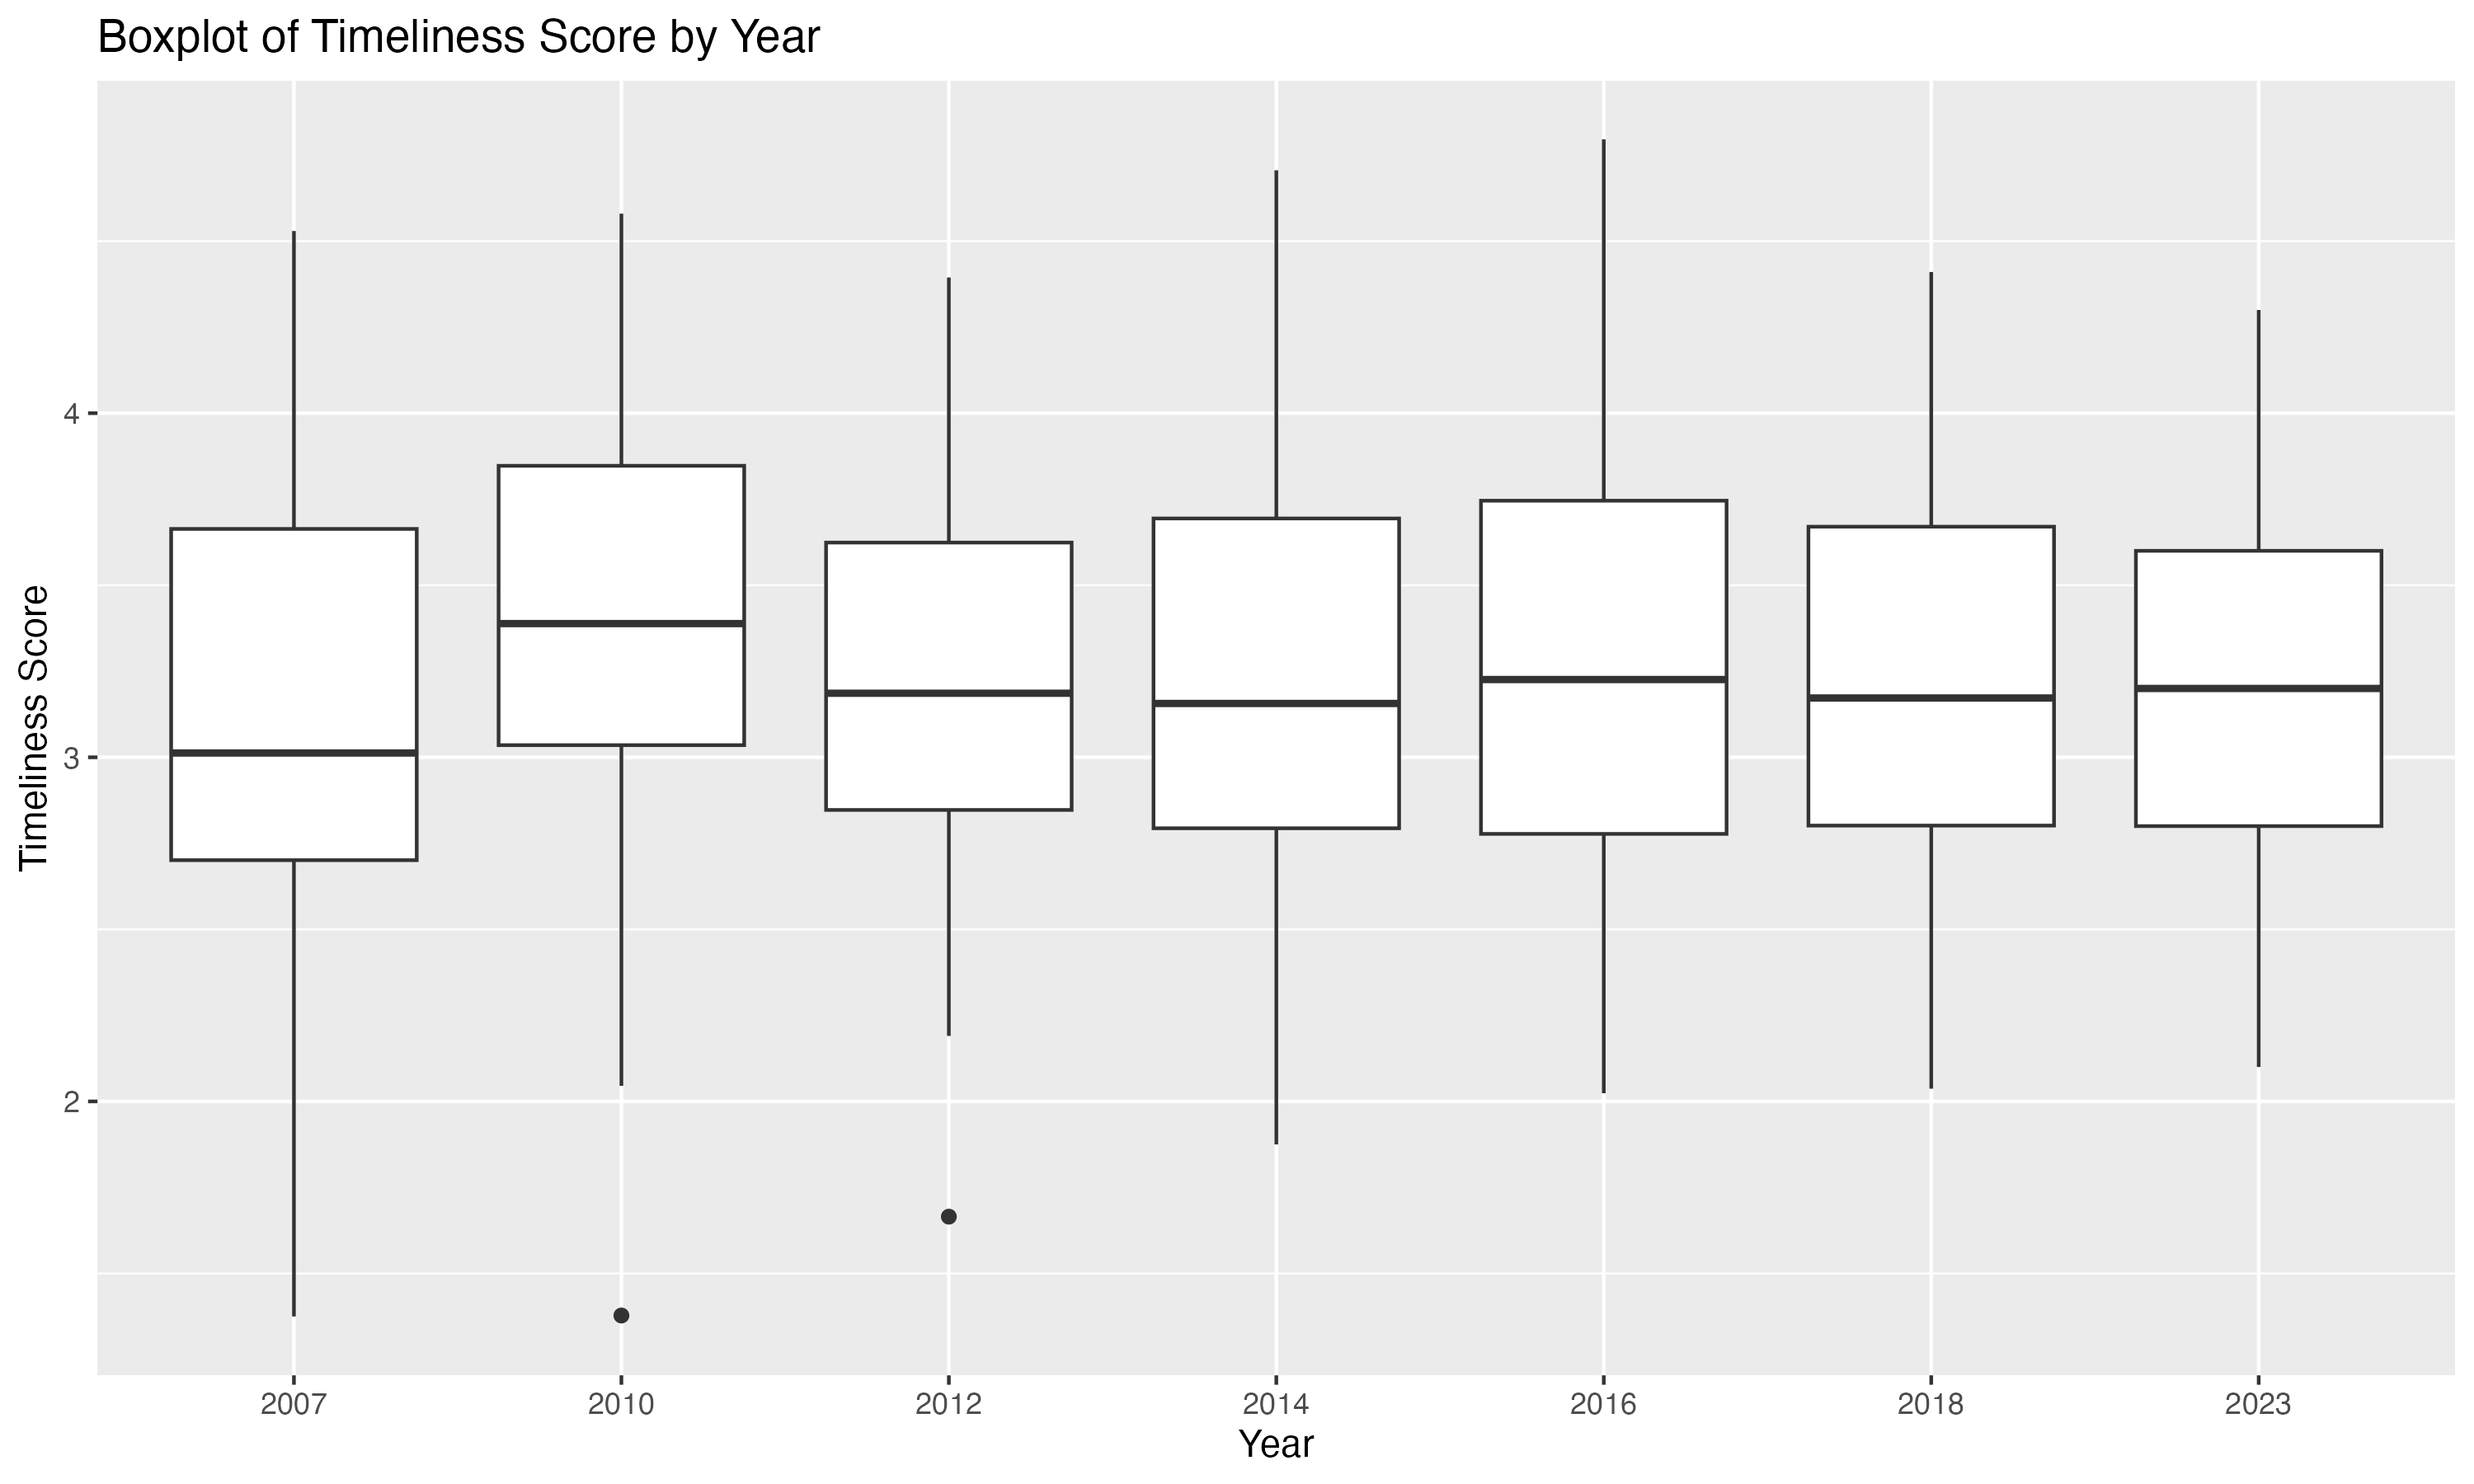 Boxplot of Timeliness Score by Year
Timeliness Score
4
3
2
2007 2010 2012 2014 2016 2018 2023
Year